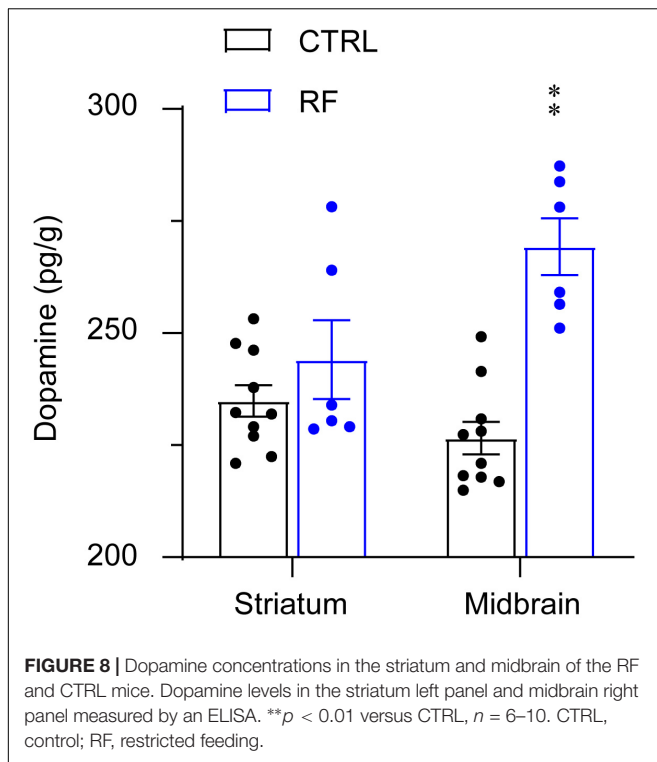 CTRL
RF
**
300
250
200
Dopamine (pg/g)
Striatum Midbrain
FIGURE 8 | Dopamine concentrations in the striatum and midbrain of the RF
and CTRL mice. Dopamine levels in the striatum left panel and midbrain right
panel measured by an ELISA. **p < 0.01 versus CTRL, n = 6–10. CTRL,
control; RF, restricted feeding.